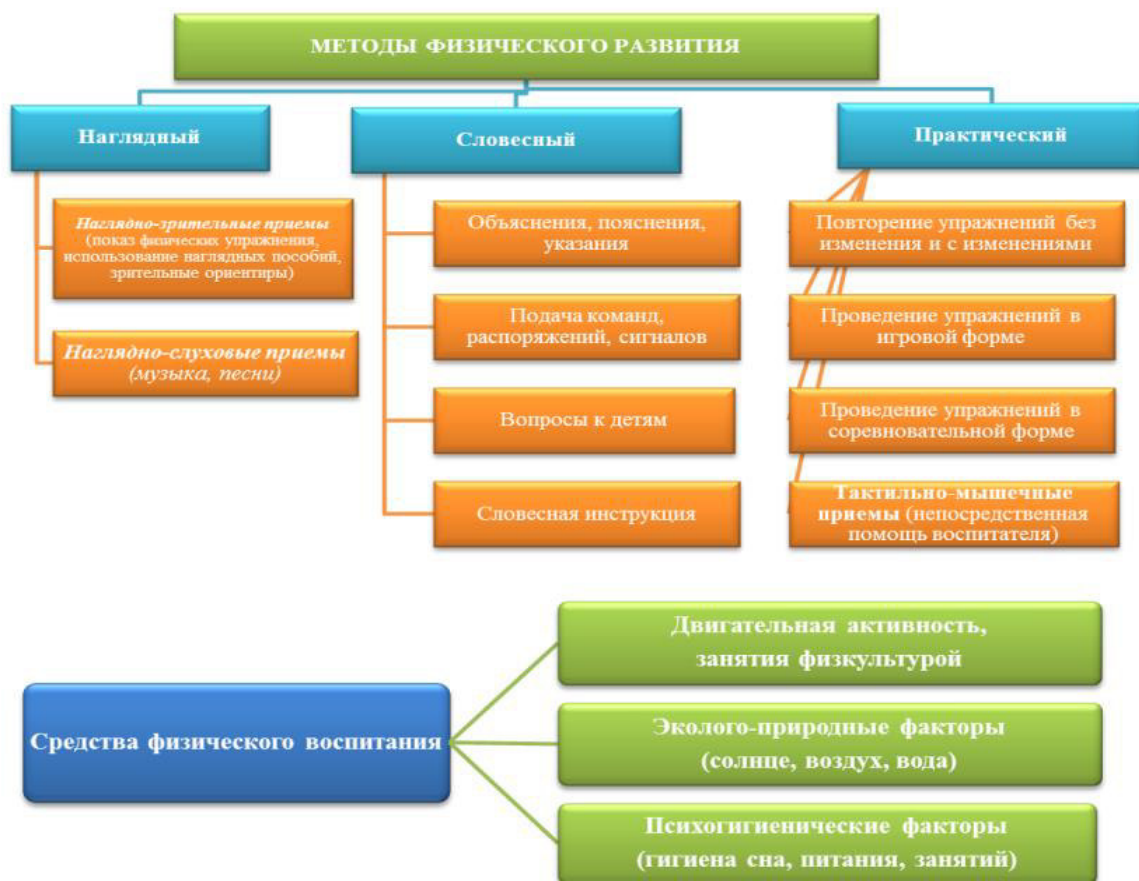 МЕТОДЫ ФИЗИЧЕСКОГО РАЗВИТИЯ
Наглядный
Наглядно-зрительные приемы
(показ физических упражнения,
использование наглядных пособий,
зрительные ориентиры)
Наглядно-слуховые приемы
(музыка, песни)
Словесный
Объяснения, пояснения,
указания
Подача команд,
распоряжений, сигналов
Вопросы к детям
Словесная инструкция
Практический
Повторение упражнений без
изменения и с изменениями
Проведение упражнений в
игровой форме
Проведение упражнений в
соревновательной форме
Тактильно-мышечные
приемы (непосредственная
помощь воспитателя)
Средства физического воспитания
Двигательная активность,
занятия физкультурой
Эколого-природные факторы
(солнце, воздух, вода)
Психогигиенические факторы
(гигиена сна, питания, занятий)